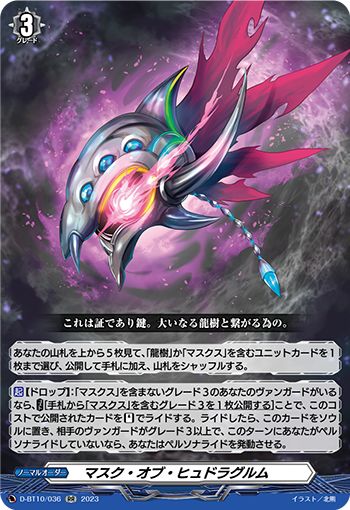 3
グレード
これは証であり鍵。大いなる龍樹と繋がる為の。
あなたの山札を上から5枚見て、「龍樹」か「マスクス」を含むユニットカードを1
枚まで選び、公開して手札に加え、山札をシャッフルする。
起【ドロップ】:「マスクス」を含まないグレード3のあなたのヴァンガードがいる
なら、[手札から「マスクス」を含むグレード3を1枚公開する]ことで、このコ
ストで公開されたカードを(V)でライドする。ライドしたら、このカードをソウ
ルに置き、相手のヴァンガードがグレード3以上で、このターンにあなたがペル
ソナライドしていないなら、あなたはペルソナライドを発動させる。
ノーマルオーダー
マスク・オブ・ヒュドラグルム
D-BT10/036 RR 2023
イラスト/北熊